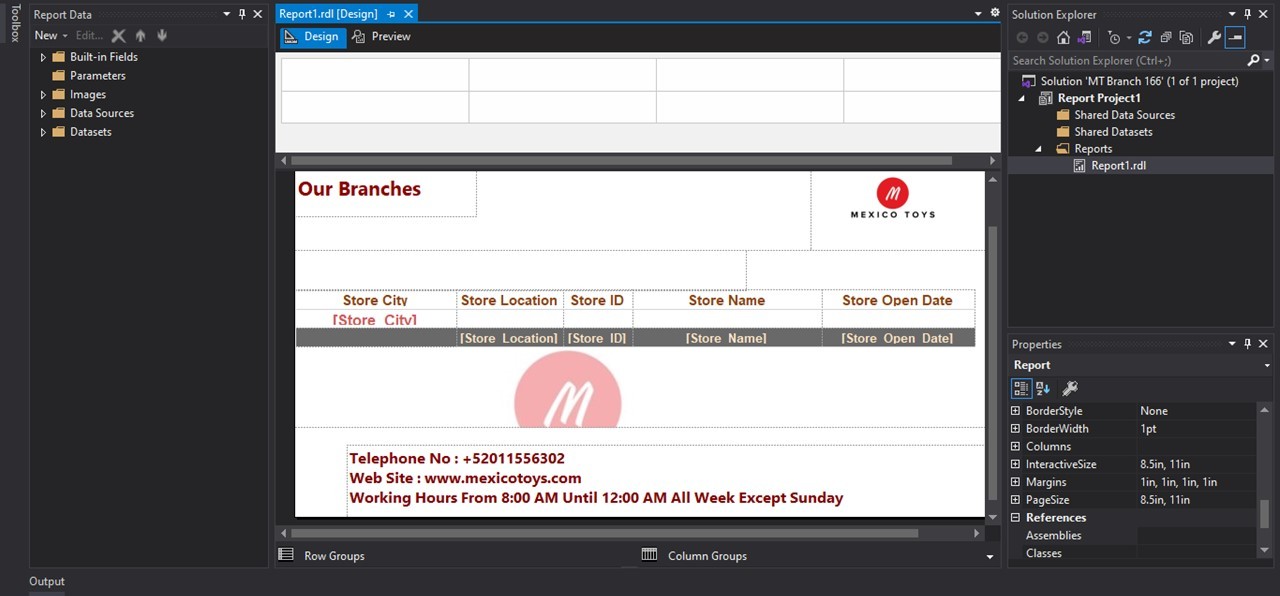 Toolbox
Report Data
New
Edit...
Built-in Fields
Parameters
Images
Data Sources
Datasets
Report1.rdl [Design]
Design
Preview
Our Branches
M
MEXICO TOYS
Store City
Store Location
Store ID
Store Name
Store Open Date
[Store_City]
[Store_Location]
[Store_ID]
[Store_Name]
[Store_Open_Date]
M
Telephone No : +52011556302
Web Site : www.mexicotoys.com
Working Hours From 8:00 AM Until 12:00 AM All Week Except Sunday
Row Groups
Column Groups
Solution Explorer
Search Solution Explorer (Ctrl+;)
Solution 'MT Branch 166' (1 of 1 project)
Report Project1
Shared Data Sources
Shared Datasets
Reports
Report1.rdl
Properties
Report
BorderStyle None
BorderWidth 1pt
Columns
InteractiveSize 8.5in, 11in
Margins 1in, 1in, 1in, 1in
PageSize 8.5in, 11in
References
Assemblies
Classes
Output